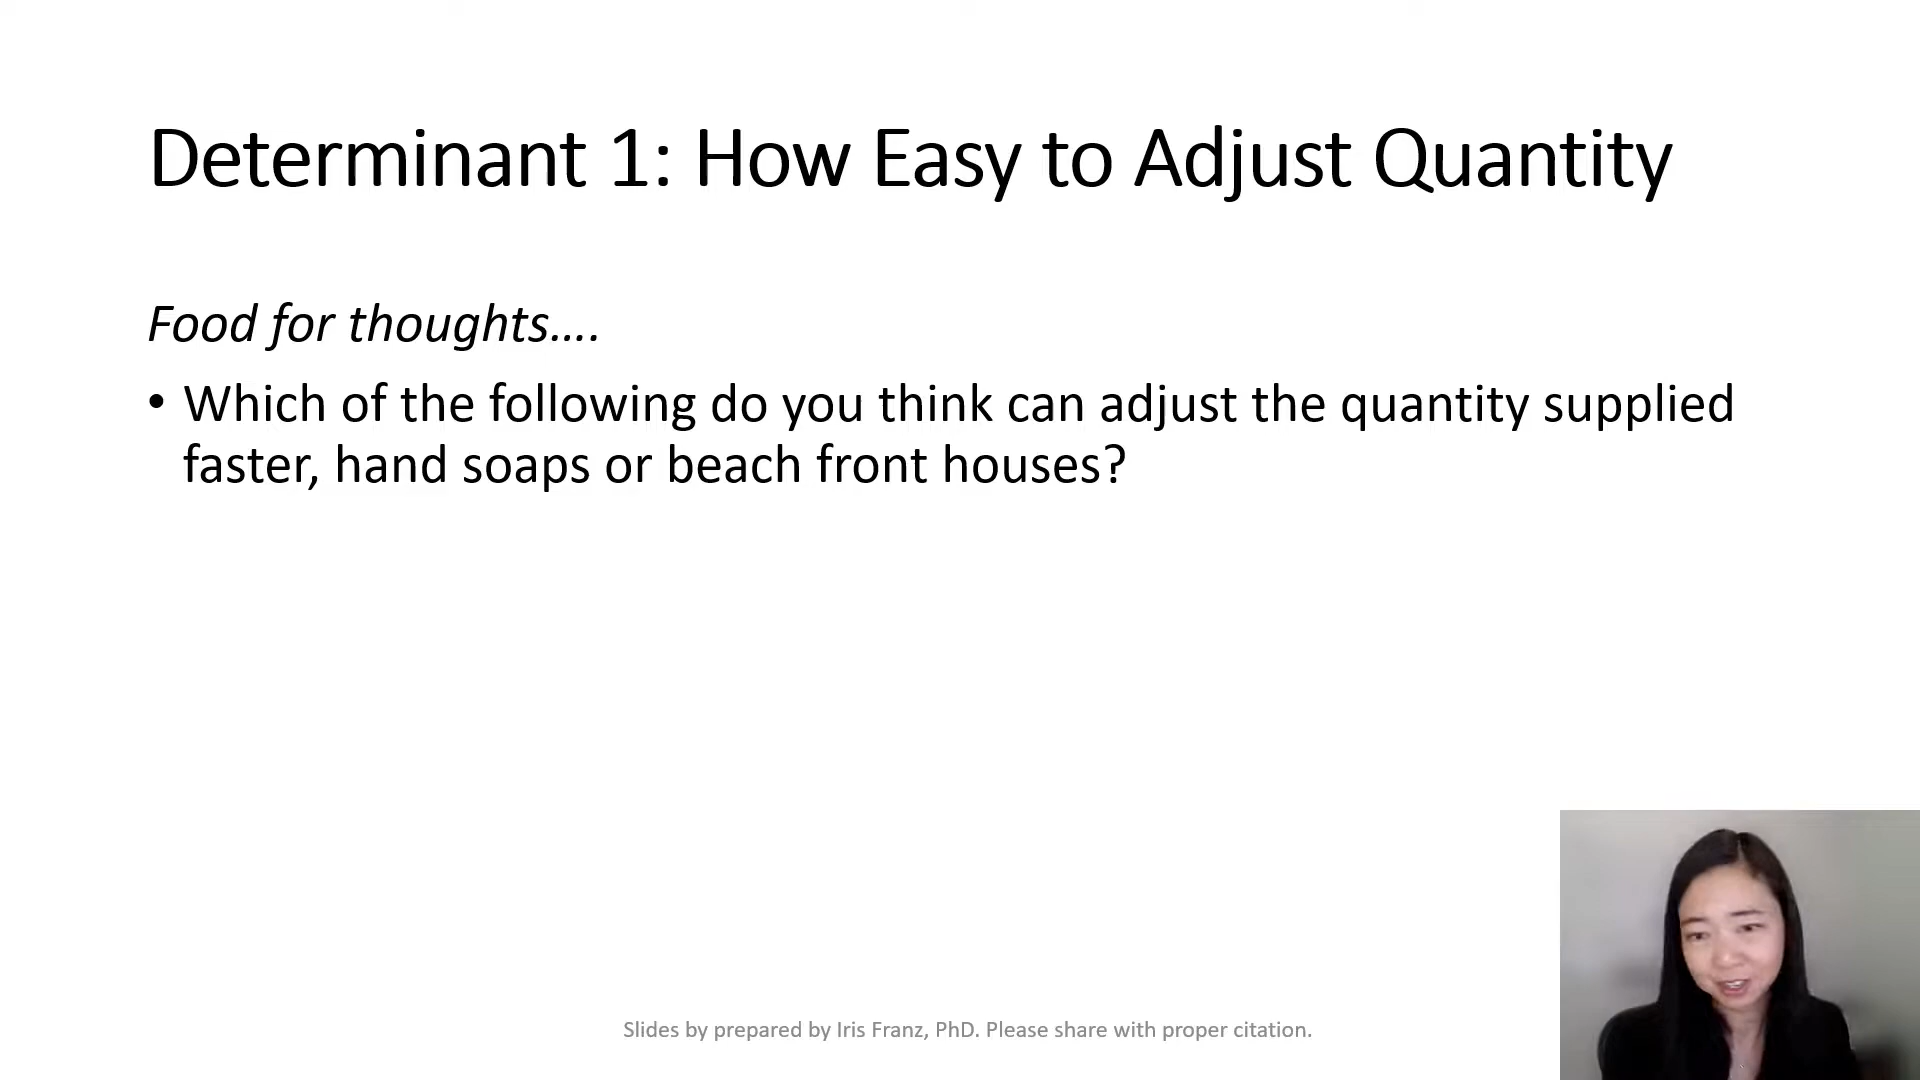 Determinant 1: How Easy to Adjust Quantity
Food for thoughts....
• Which of the following do you think can adjust the quantity supplied
faster, hand soaps or beach front houses?
Slides by prepared by Iris Franz, PhD. Please share with proper citation.